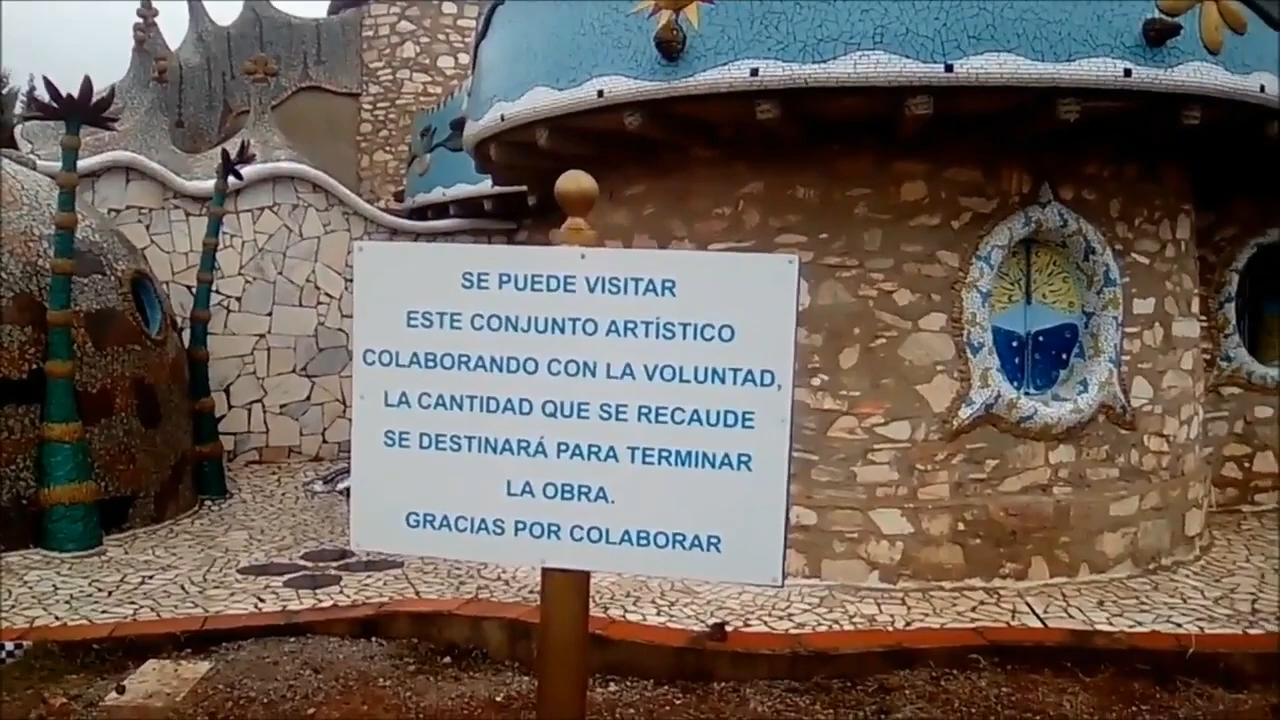 SE PUEDE VISITAR
ESTE CONJUNTO ARTÍSTICO
COLABORANDO CON LA VOLUNTAD,
LA CANTIDAD QUE SE RECAUDE
SE DESTINARÁ PARA TERMINAR
LA OBRA.
GRACIAS POR COLABORAR